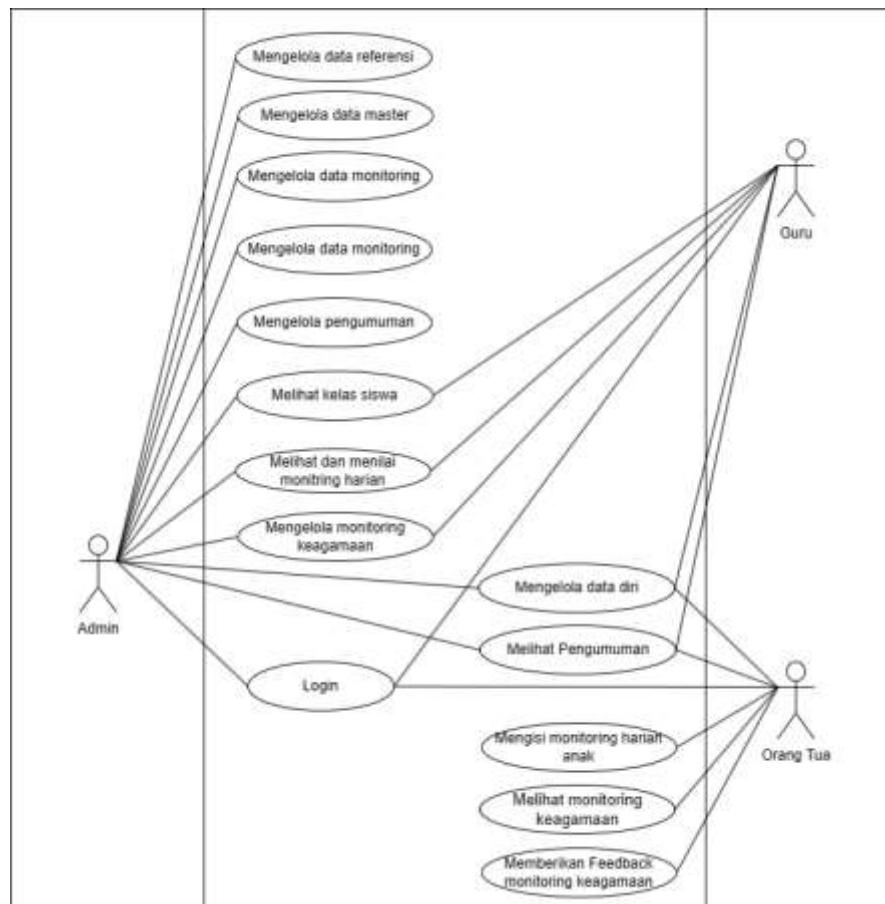 Mengelola data referensi
Mengelola data master
Mengelola data monitoring
Mengelola data monitoring
Mengelola pengumuman
Melihat kelas siswa
Melihat dan menilai
monitring harian
Mengelola monitoring
keagamaan
Guru
Admin
Mengelola data diri
Melihat Pengumuman
Login
Orang Tua
Mengisi monitoring harian
anak
Melihat monitoring
keagamaan
Memberikan Feedback
monitoring keagamaan